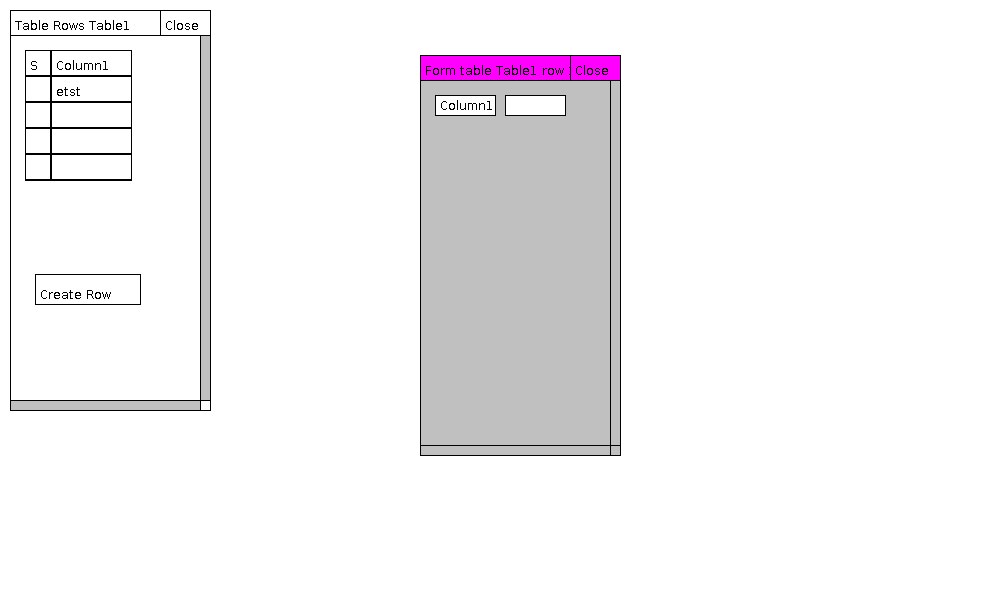 Table Rows Table1 Close
S Column1
etst
Create Row
Form table Table1 row Close
Column1